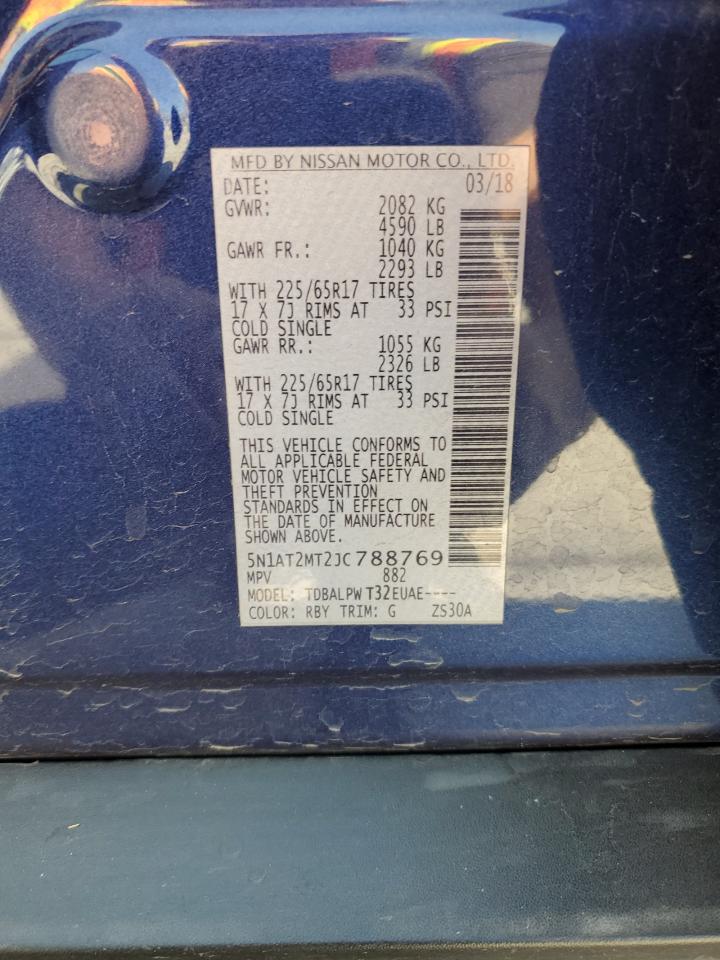 MFD BY NISSAN MOTOR CO., LTD.
DATE: 03/18
GVWR: 2082 KG
4590 LB
GAWR FR.: 1040 KG
2293 LB
WITH 225/65R17 TIRES
17 X 7J RIMS AT 33 PSI
COLD SINGLE
GAWR RR.: 1055 KG
2326 LB
WITH 225/65R17 TIRES
17 X 7J RIMS AT 33 PSI
COLD SINGLE
THIS VEHICLE CONFORMS TO
ALL APPLICABLE FEDERAL
MOTOR VEHICLE SAFETY AND
THEFT PREVENTION
STANDARDS IN EFFECT ON
THE DATE OF MANUFACTURE
SHOWN ABOVE.
5N1AT2MT2JC788769
MPV 882
MODEL: TDBALPW T32EUAE----
COLOR: RBY TRIM: G ZS30A